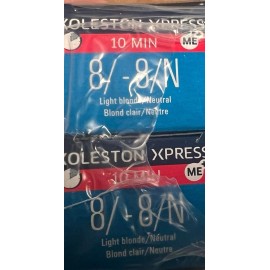 KOLESTON XPRESS
10 MIN
ME
8/-8/N
Light blonde/Neutral
Blond clair/Neutre
KOLESTON XPRESS
10 MIN
ME
8/-8/N
Light blonde/Neutral
Blond clair/Neutre